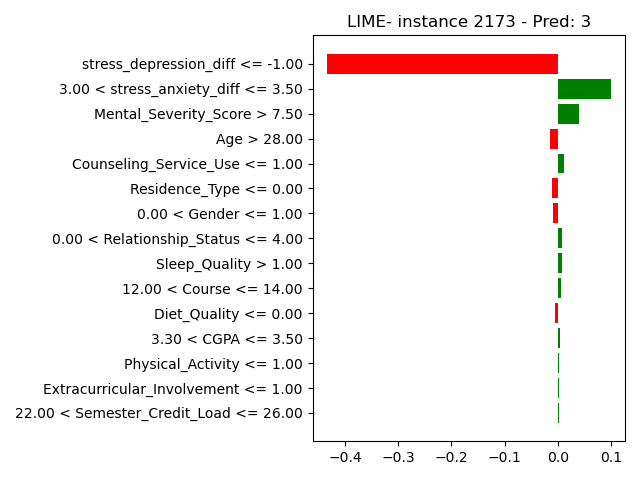 LIME- instance 2173 - Pred: 3
stress_depression_diff <= -1.00
3.00 < stress_anxiety_diff <= 3.50
Mental_Severity_Score > 7.50
Age > 28.00
Counseling_Service_Use <= 1.00
Residence_Type <= 0.00
0.00 < Gender <= 1.00
0.00 < Relationship_Status <= 4.00
Sleep_Quality > 1.00
12.00 < Course <= 14.00
Diet_Quality <= 0.00
3.30 < CGPA <= 3.50
Physical_Activity <= 1.00
Extracurricular_Involvement <= 1.00
22.00 < Semester_Credit_Load <= 26.00
−0.4 −0.3 −0.2 −0.1 0.0 0.1